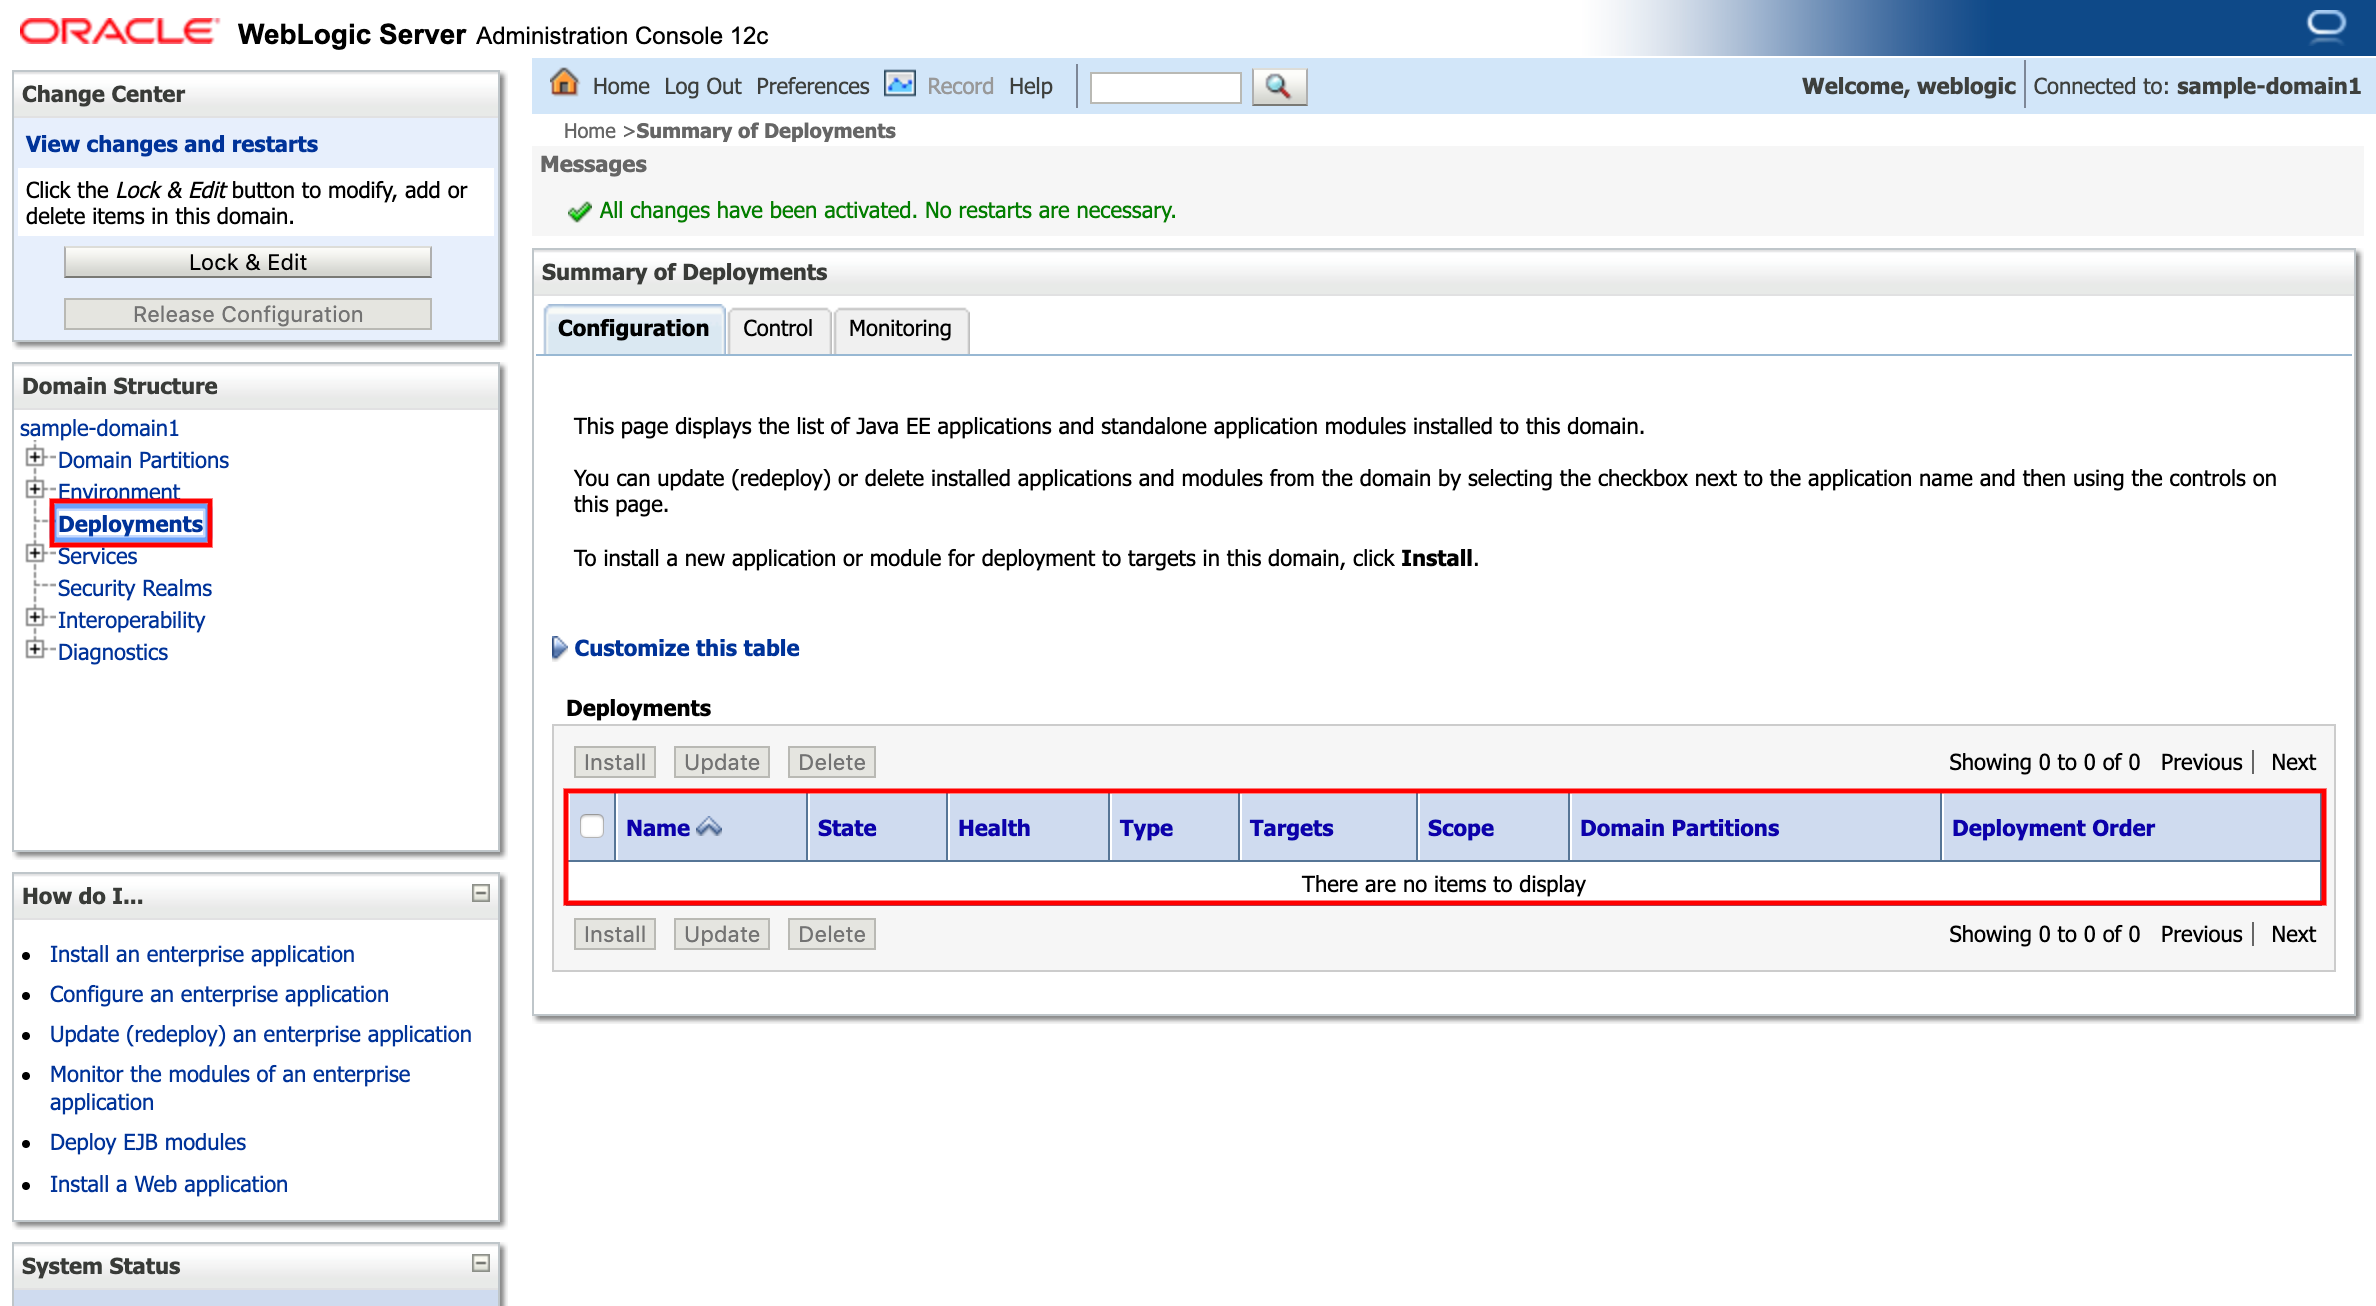 ORACLE WebLogic Server Administration Console 12c
Change Center
View changes and restarts
Click the Lock & Edit button to modify, add or
delete items in this domain.
Lock & Edit
Release Configuration
Domain Structure
sample-domain1
Domain Partitions
Environment
Deployments
Services
Security Realms
Interoperability
Diagnostics
How do I...
Install an enterprise application
Configure an enterprise application
Update (redeploy) an enterprise application
Monitor the modules of an enterprise
application
Deploy EJB modules
Install a Web application
System Status
Home Log Out Preferences Record Help
Welcome, weblogic Connected to: sample-domain1
Home >Summary of Deployments
Messages
All changes have been activated. No restarts are necessary.
Summary of Deployments
Configuration Control Monitoring
This page displays the list of Java EE applications and standalone application modules installed to this domain.
You can update (redeploy) or delete installed applications and modules from the domain by selecting the checkbox next to the application name and then using the controls on
this page.
To install a new application or module for deployment to targets in this domain, click Install.
Customize this table
Deployments
Install Update Delete Showing 0 to 0 of 0 Previous | Next
Name State Health Type Targets Scope Domain Partitions Deployment Order
There are no items to display
Install Update Delete Showing 0 to 0 of 0 Previous | Next